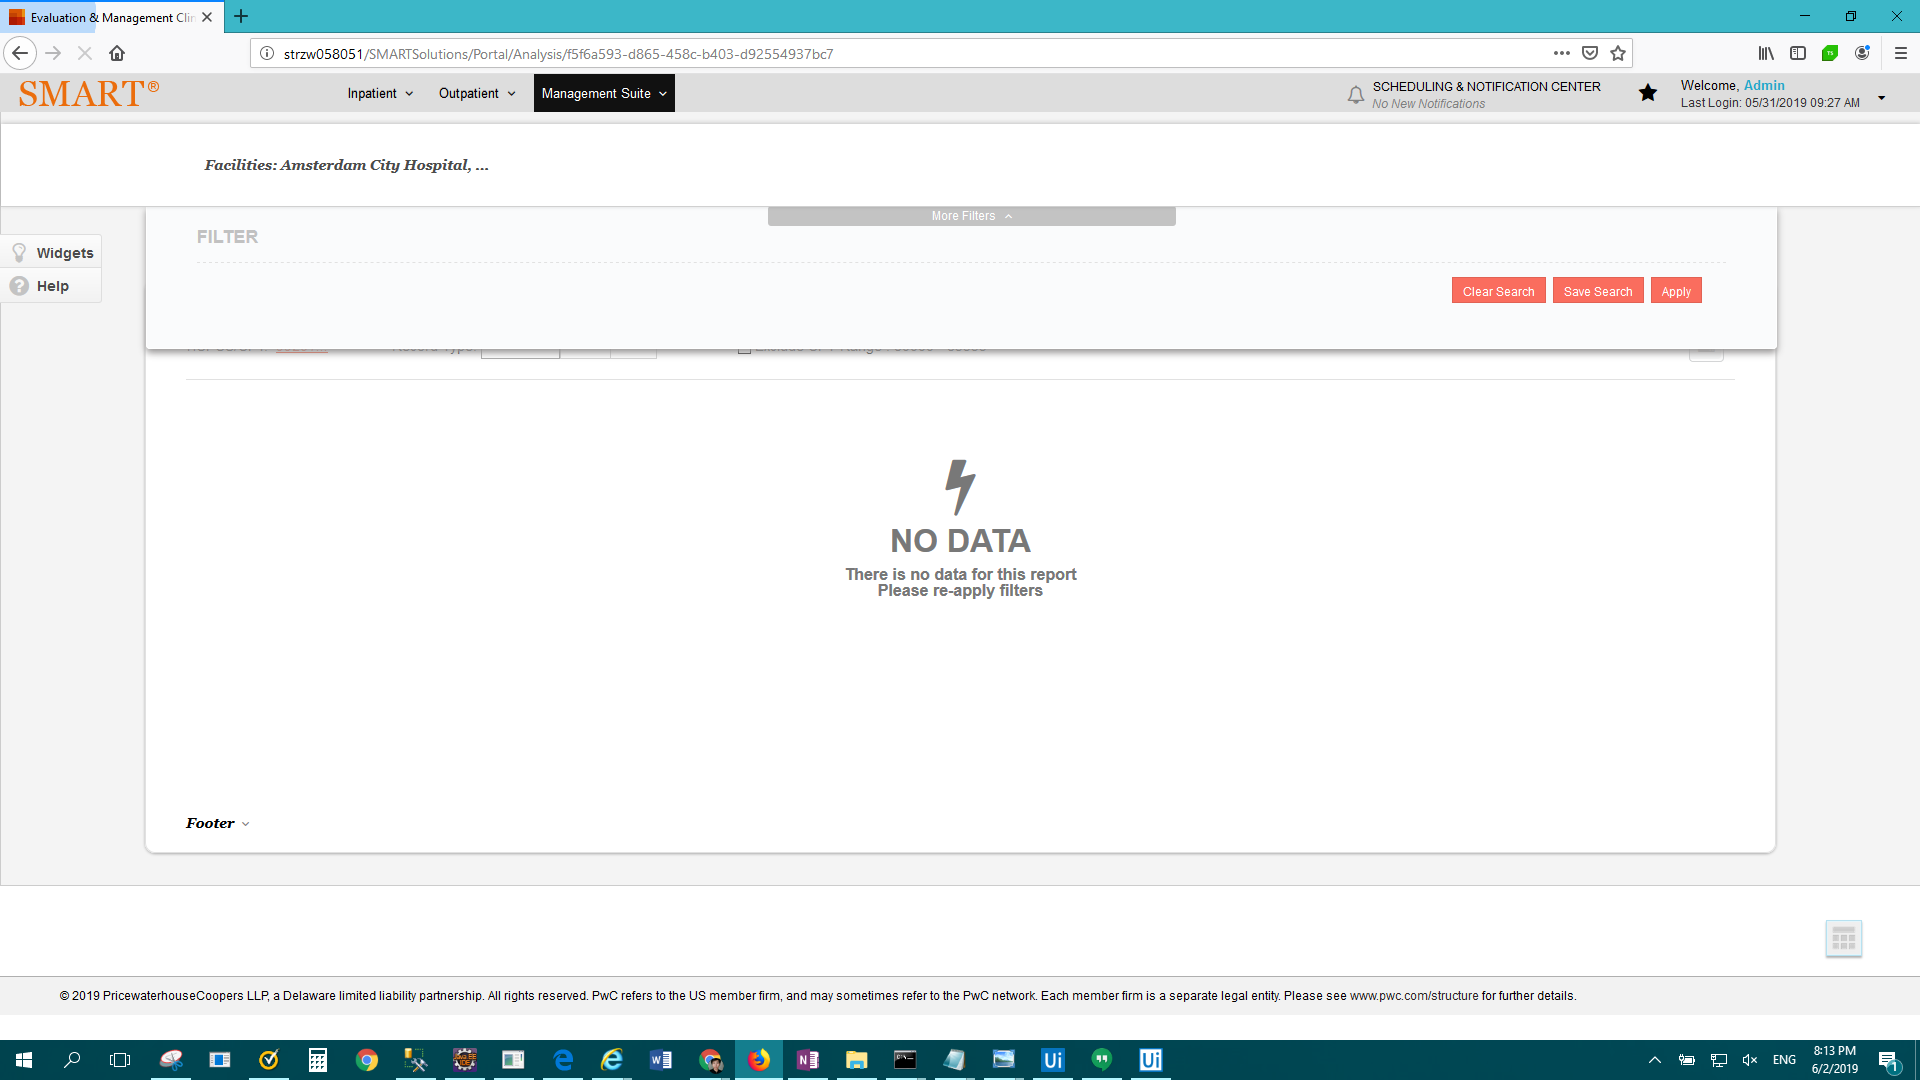 Evaluation & Management Clin
strzw058051/SMARTSolutions/Portal/Analysis/f5f6a593-d865-458c-b403-d92554937bc7
SMART®
Inpatient
Outpatient
Management Suite
SCHEDULING & NOTIFICATION CENTER
No New Notifications
Welcome, Admin
Last Login: 05/31/2019 09:27 AM
Facilities: Amsterdam City Hospital, ...
More Filters
FILTER
Widgets
Help
Clear Search
Save Search
Apply
NO DATA
There is no data for this report
Please re-apply filters
Footer
© 2019 PricewaterhouseCoopers LLP, a Delaware limited liability partnership. All rights reserved. PwC refers to the US member firm, and may sometimes refer to the PwC network. Each member firm is a separate legal entity. Please see www.pwc.com/structure for further details.
ENG
8:13 PM
6/2/2019
1